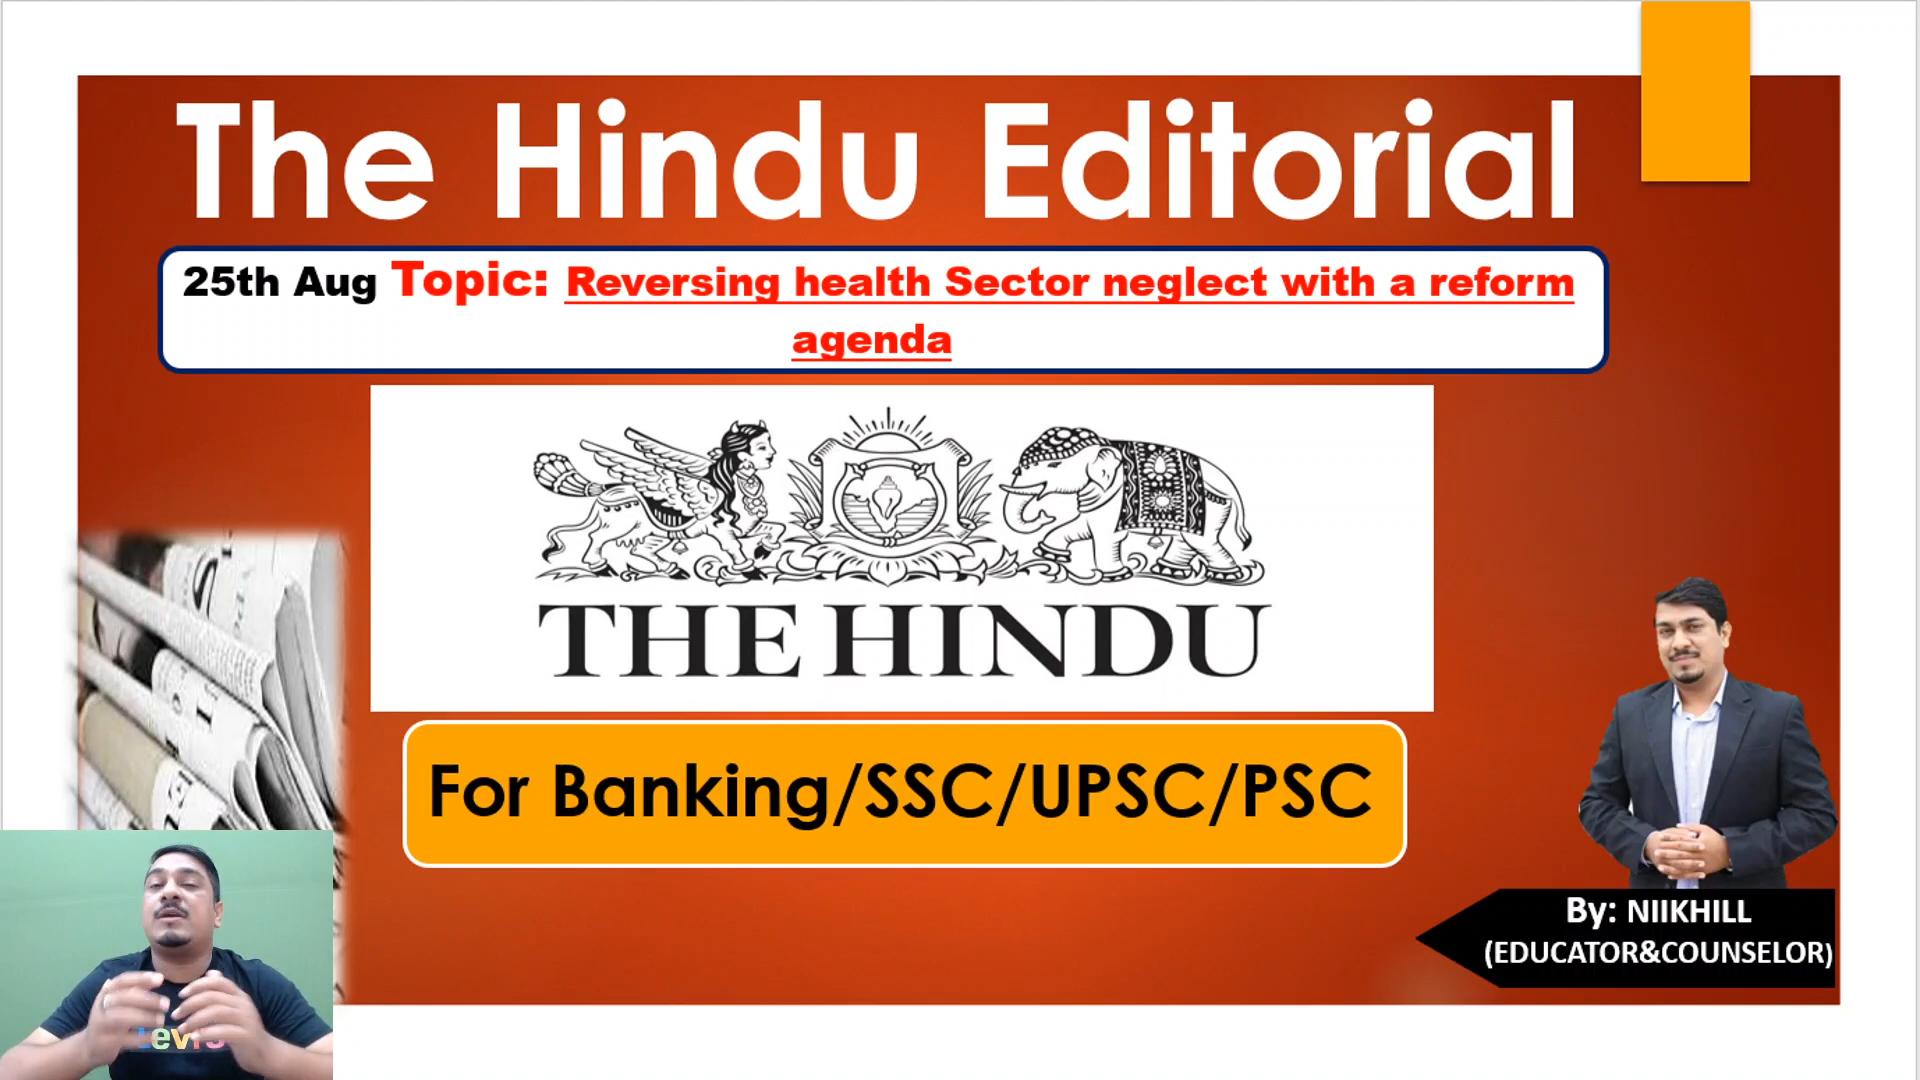 The Hindu Editorial
25th Aug Topic: Reversing health Sector neglect with a reform
agenda
THE HINDU
For Banking/SSC/UPSC/PSC
By: NIIKHILL
(EDUCATOR&COUNSELOR)
Levi's